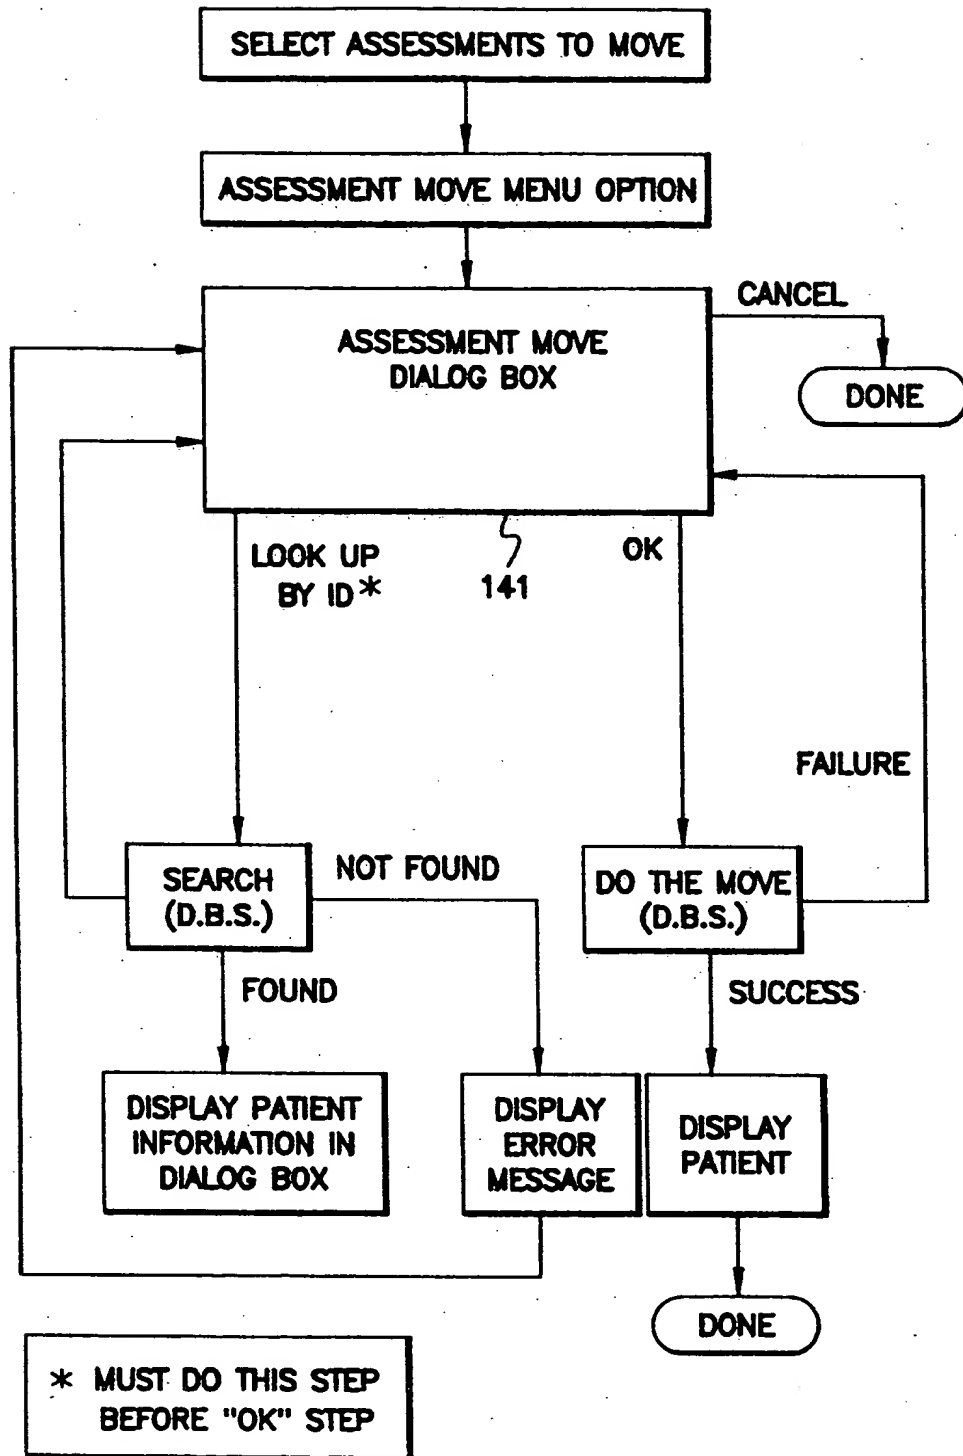 SELECT ASSESSMENTS TO MOVE
ASSESSMENT MOVE MENU OPTION
CANCEL
ASSESSMENT MOVE
DIALOG BOX
DONE
LOOK UP
BY ID*
141
OK
FAILURE
SEARCH
(D.B.S.)
NOT FOUND
DO THE MOVE
(D.B.S.)
FOUND
SUCCESS
DISPLAY PATIENT
INFORMATION IN
DIALOG BOX
DISPLAY
ERROR
MESSAGE
DISPLAY
PATIENT
DONE
* MUST DO THIS STEP
BEFORE "OK" STEP